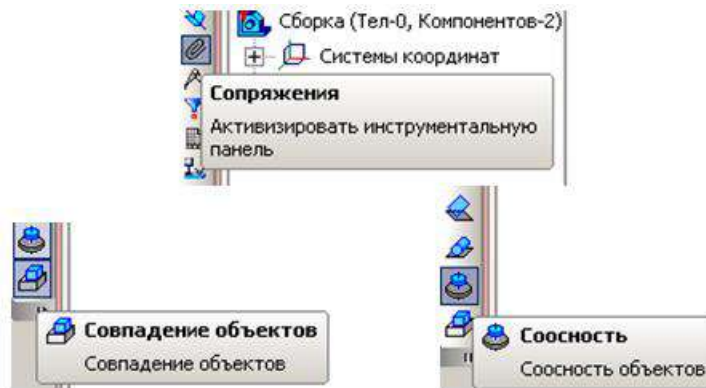 Сборка (Тел-0, Компонентов-2)
Системы координат
Сопряжения
Активизировать инструментальную
панель
Совпадение объектов
Совпадение объектов
Соосность
Соосность объектов